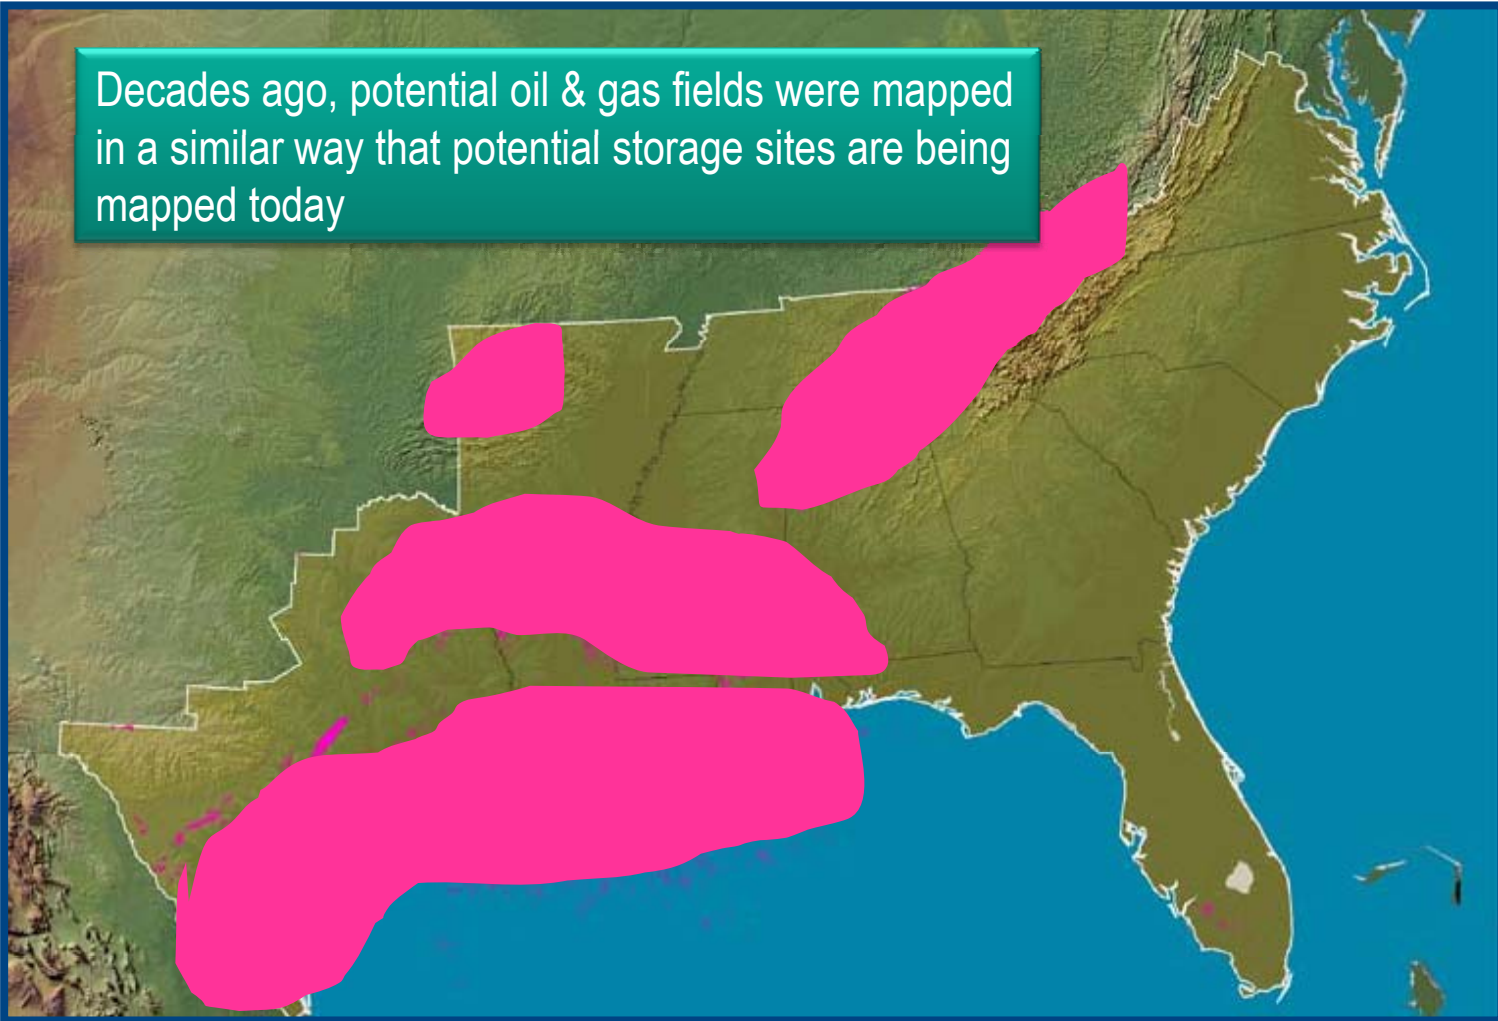 Decades ago, potential oil & gas fields were mapped
in a similar way that potential storage sites are being
mapped today